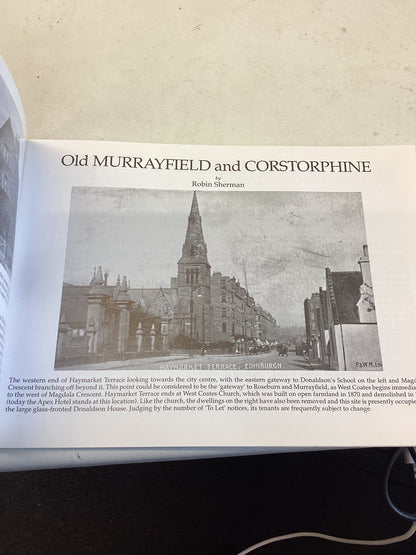 Old MURRAYFIELD and CORSTORPHINE
by
Robin Sherman
HAYMARKET TERRACE, EDINBURGH
P&W.M. LTD
The western end of Haymarket Terrace looking towards the city centre, with the eastern gateway to Donaldson's School on the left and
Crescent branching off beyond it. This point could be considered to be the 'gateway' to Roseburn and Murrayfield, as West Coates begins
to the west of Magdala Crescent. Haymarket Terrace ends at West Coates Church, which was built on open farmland in 1870 and demolished in
(today the Apex Hotel stands at this location). Like the church, the dwellings on the right have also been removed and this site is presently
the large glass-fronted Donaldson House. Judging by the number of 'To Let' notices, its tenants are frequently subject to change.